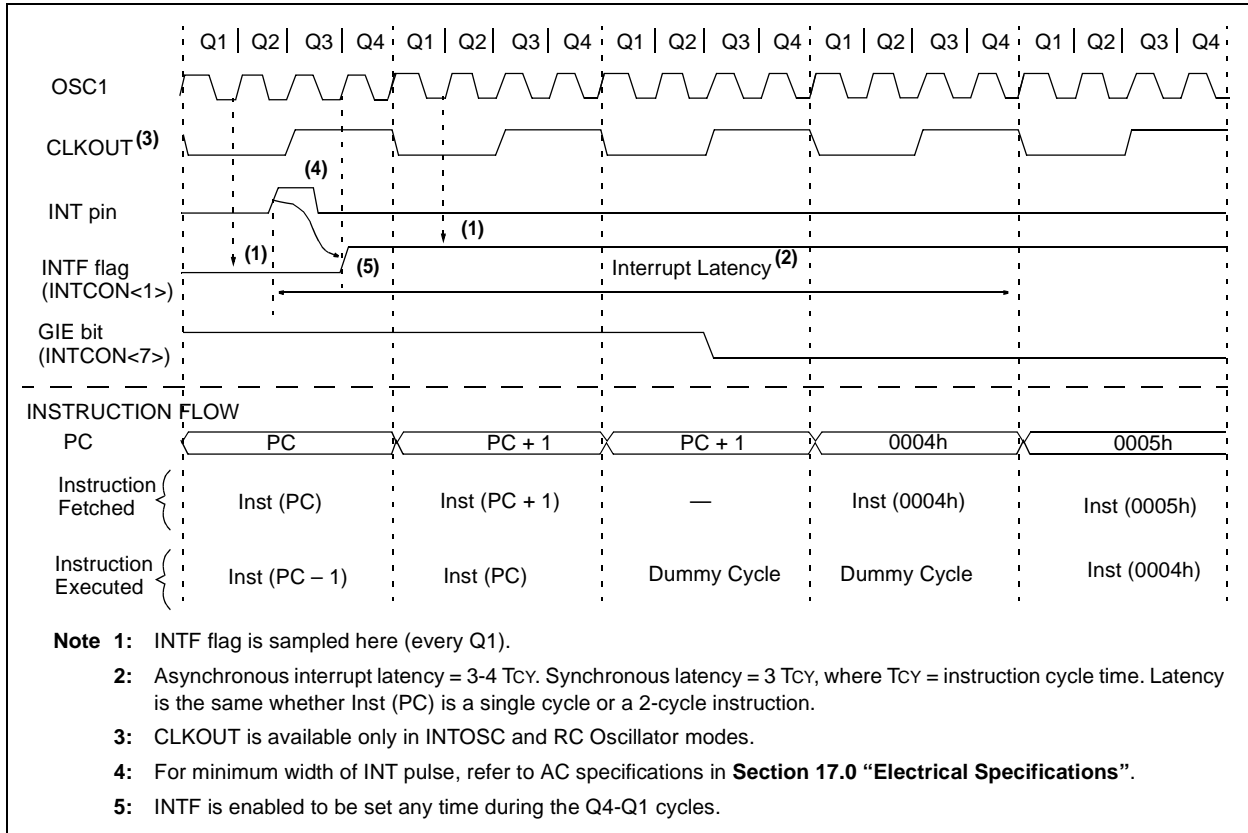 Q1 Q2 Q3 Q4 Q1 Q2 Q3 Q4 Q1 Q2 Q3 Q4 Q1 Q2 Q3 Q4 Q1 Q2 Q3 Q4
OSC1
CLKOUT (3)
(4)
INT pin
(1)
(1)
INTF flag
(INTCON<1>)
(5)
Interrupt Latency (2)
GIE bit
(INTCON<7>)
INSTRUCTION FLOW
PC PC PC + 1 PC + 1 0004h 0005h
Instruction
Fetched
Inst (PC) Inst (PC + 1) — Inst (0004h) Inst (0005h)
Instruction
Executed
Inst (PC – 1) Inst (PC) Dummy Cycle Dummy Cycle Inst (0004h)
Note 1: INTF flag is sampled here (every Q1).
2: Asynchronous interrupt latency = 3-4 TCY. Synchronous latency = 3 TCY, where TCY = instruction cycle time. Latency
is the same whether Inst (PC) is a single cycle or a 2-cycle instruction.
3: CLKOUT is available only in INTOSC and RC Oscillator modes.
4: For minimum width of INT pulse, refer to AC specifications in Section 17.0 “Electrical Specifications”.
5: INTF is enabled to be set any time during the Q4-Q1 cycles.